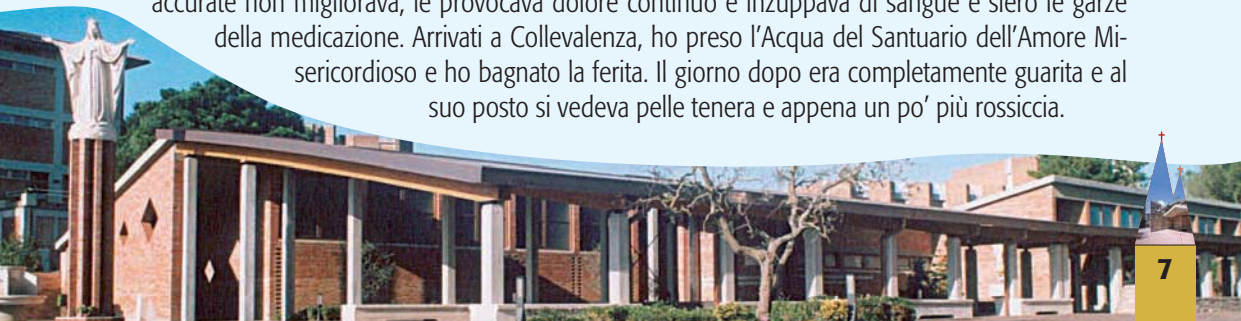 accurate non migliorava, le provocava dolore continuo e inzuppava di sangue e siero le garze
della medicazione. Arrivati a Collevalenza, ho preso l’Acqua del Santuario dell’Amore Mi-
sericordioso e ho bagnato la ferita. Il giorno dopo era completamente guarita e al
suo posto si vedeva pelle tenera e appena un po’ più rossiccia.
7